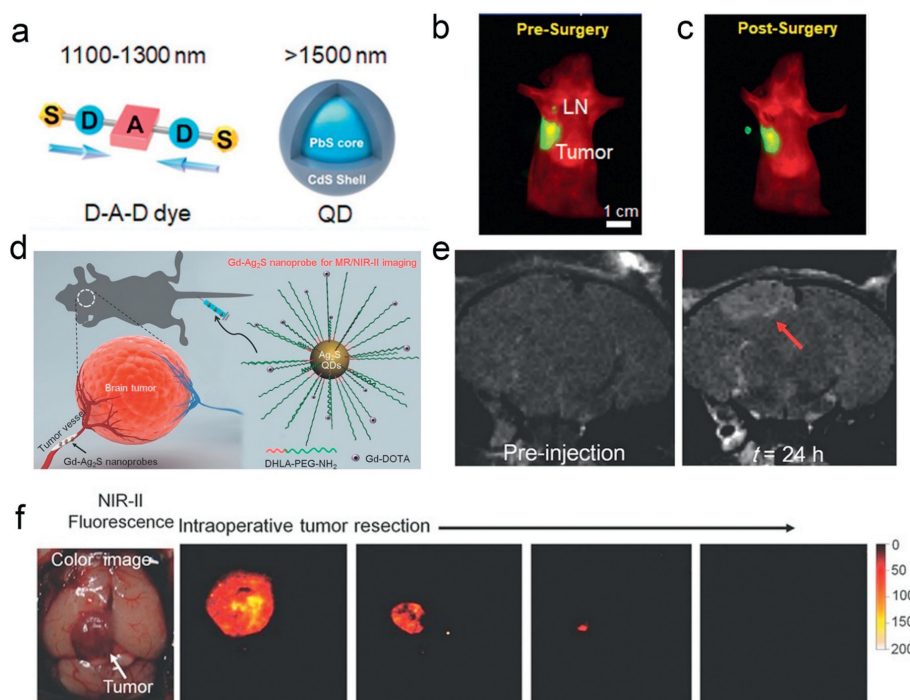 a
1100-1300 nm
>1500 nm
S D A D S
PbS core
CdS Shell
D-A-D dye
QD
b
Pre-Surgery
LN
Tumor
1 cm
c
Post-Surgery
d
Gd-Ag₂S nanoprobe for MR/NIR-II imaging
Ag₂S
QDs
Brain tumor
Tumor vessel
Gd-Ag₂S nanoprobes
DHLA-PEG-NH₂
Gd-DOTA
e
Pre-injection
t = 24 h
f
NIR-II
Fluorescence
Intraoperative tumor resection
Color image
Tumor
0
50
100
150
200